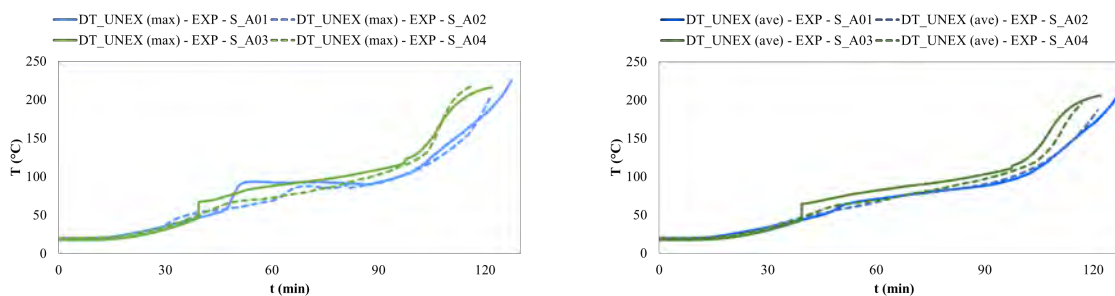 DT_UNEX (max) - EXP - S_A01 DT_UNEX (max) - EXP - S_A02
DT_UNEX (max) - EXP - S_A03 DT_UNEX (max) - EXP - S_A04
250
200
150
100
50
0
T (°C)
0 30 60 90 120
t (min)
DT_UNEX (ave) - EXP - S_A01 DT_UNEX (ave) - EXP - S_A02
DT_UNEX (ave) - EXP - S_A03 DT_UNEX (ave) - EXP - S_A04
250
200
150
100
50
0
T (°C)
0 30 60 90 120
t (min)